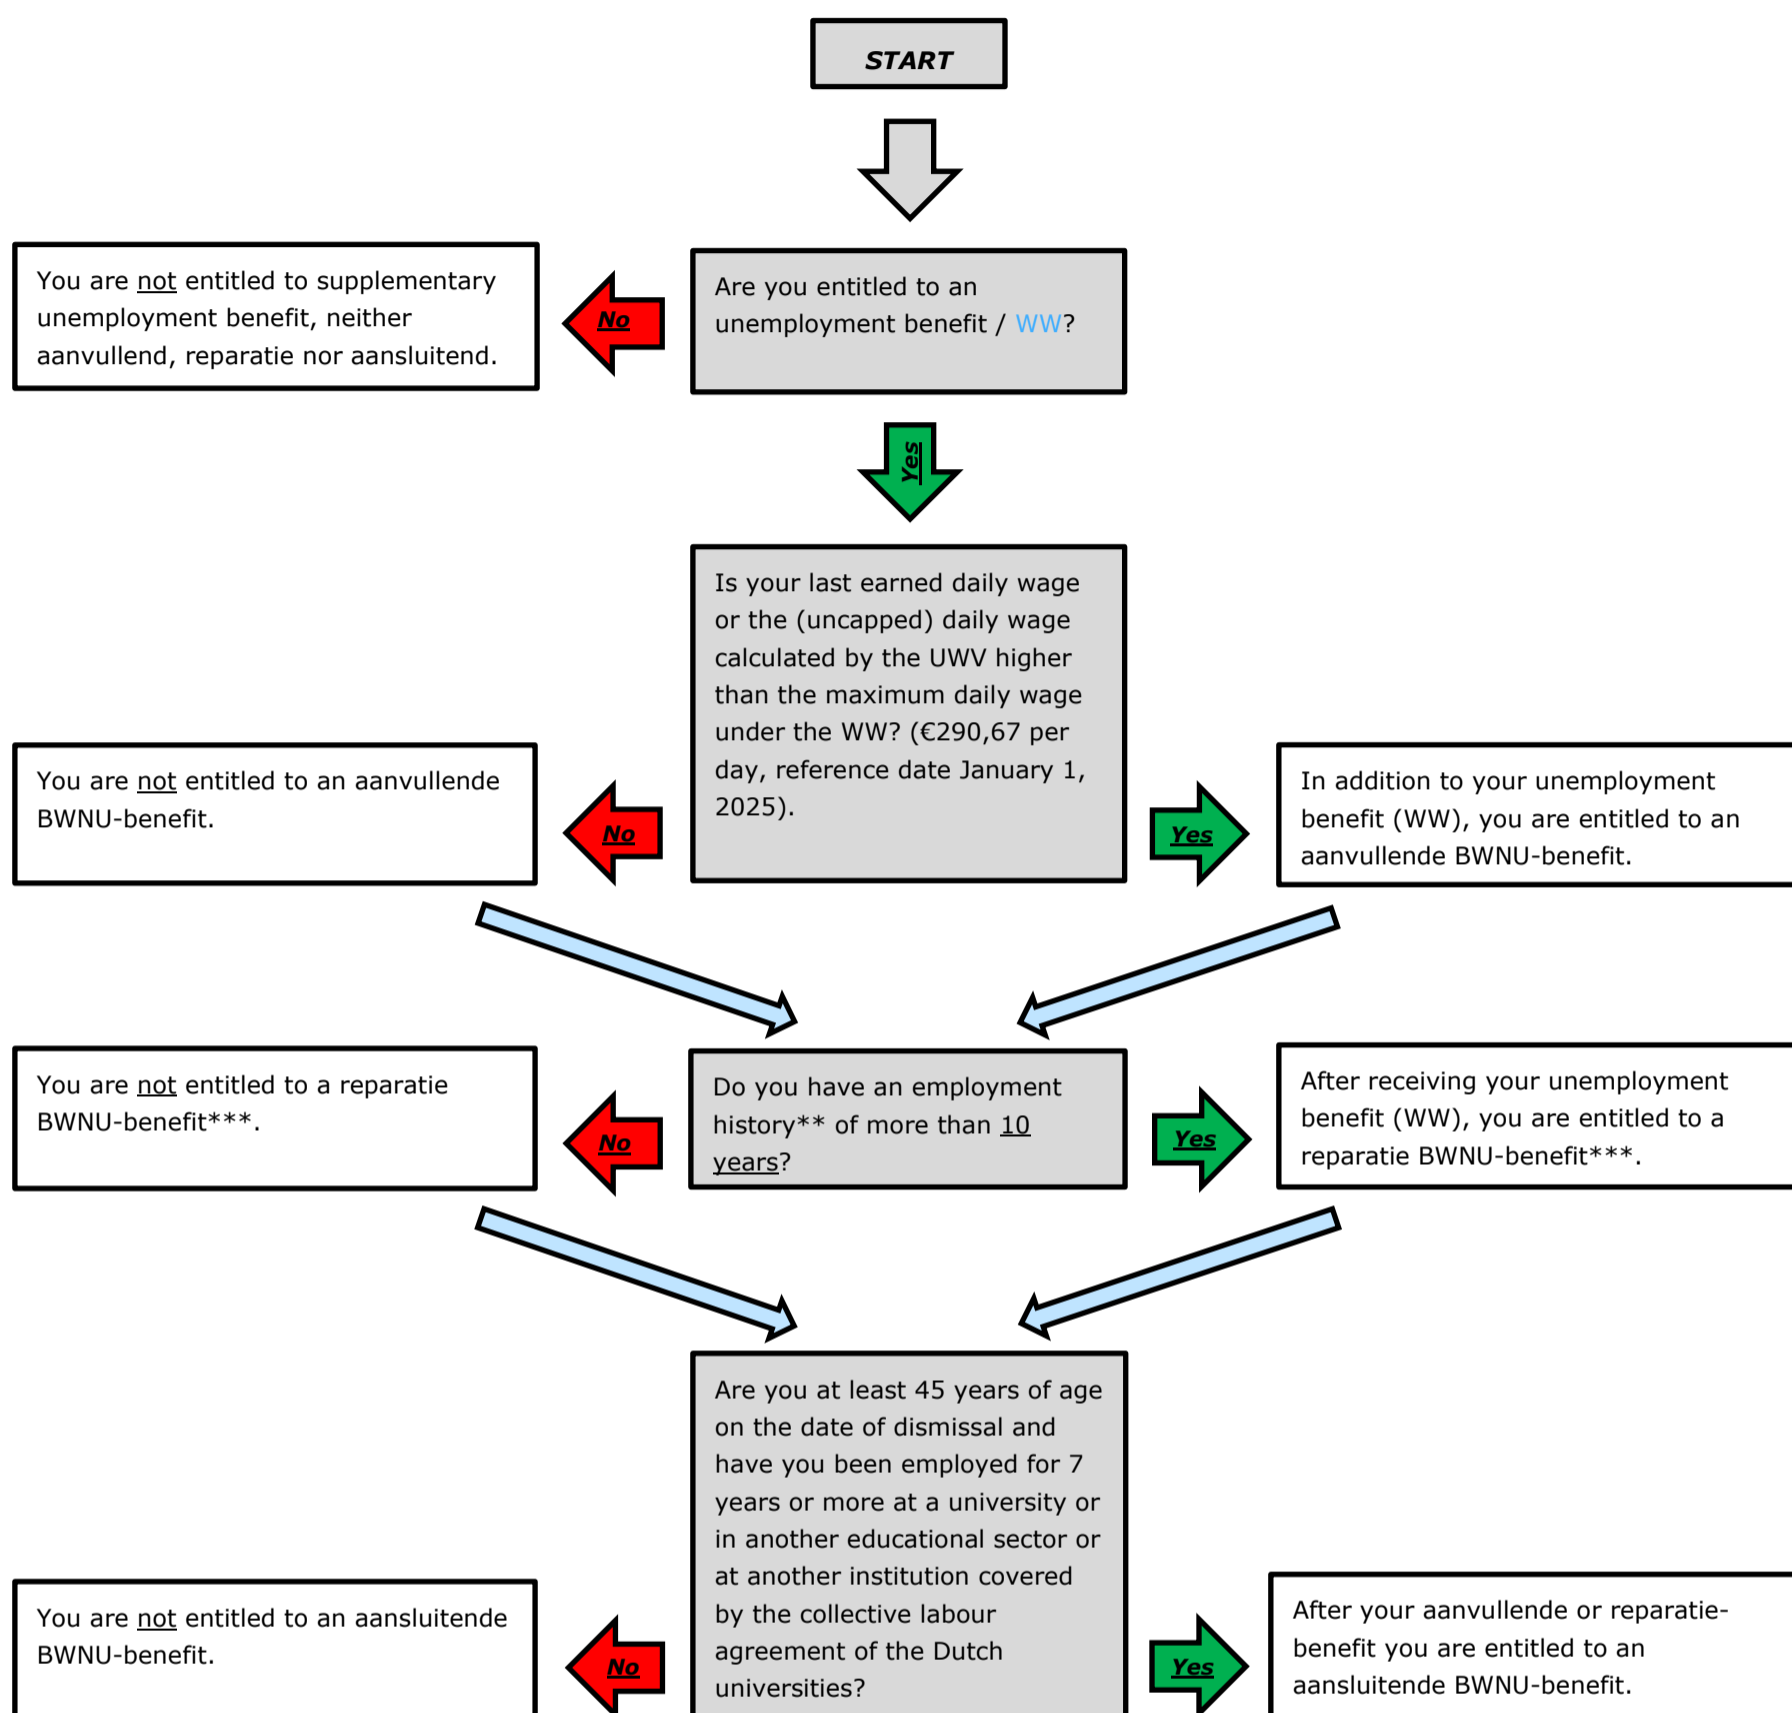 START
You are not entitled to supplementary
unemployment benefit, neither
aanvullend, reparatie nor aansluitend.
No
Are you entitled to an
unemployment benefit / WW?
Yes
Is your last earned daily wage
or the (uncapped) daily wage
calculated by the UWV higher
than the maximum daily wage
under the WW? (€290,67 per
day, reference date January 1,
2025).
You are not entitled to an aanvullende
BWNU-benefit.
No
Yes
In addition to your unemployment
benefit (WW), you are entitled to an
aanvullende BWNU-benefit.
You are not entitled to a reparatie
BWNU-benefit***.
No
Do you have an employment
history** of more than 10
years?
Yes
After receiving your unemployment
benefit (WW), you are entitled to a
reparatie BWNU-benefit***.
Are you at least 45 years of age
on the date of dismissal and
have you been employed for 7
years or more at a university or
in another educational sector or
at another institution covered
by the collective labour
agreement of the Dutch
universities?
You are not entitled to an aansluitende
BWNU-benefit.
No
Yes
After your aanvullende or reparatie-
benefit you are entitled to an
aansluitende BWNU-benefit.